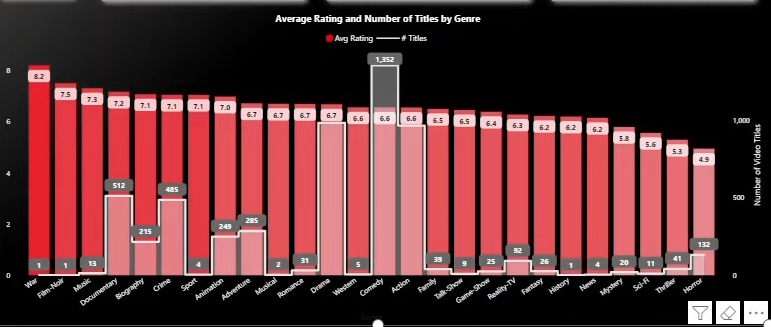 Average Rating and Number of Titles by Genre
Avg Rating # Titles
1,352
8
8.2
7.5 7.3 7.2 7.1 7.1 7.1 7.0 6.7 6.7 6.7 6.7 6.6 6.6 6.6 6.5 6.5 6.4 6.3 6.2 6.2 6.2 5.8 5.6 5.3 4.9
6
1,000
4
512 485
500
2
215 249 285
1 1 13 4 2 31 5 39 9 25 92 26 1 4 20 11 41 132
0
0
Number of Video Titles
War Film-Noir Music Documentary Biography Crime Sport Animation Adventure Musical Romance Drama Western Comedy Action Family Talk-Show Game-Show Reality-TV Fantasy History News Mystery Sci-Fi Thriller Horror